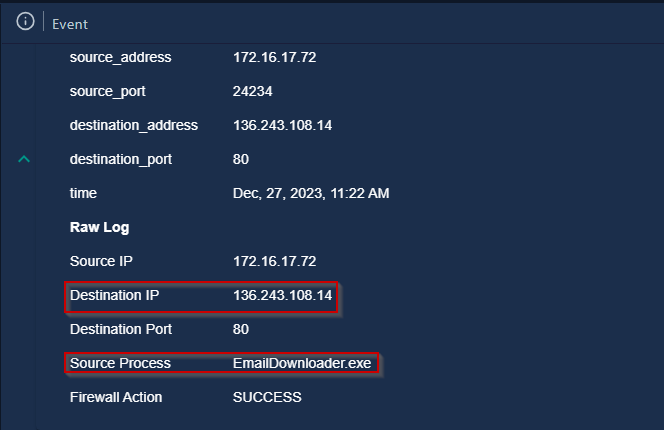 Event
source_address 172.16.17.72
source_port 24234
destination_address 136.243.108.14
destination_port 80
time Dec, 27, 2023, 11:22 AM
Raw Log
Source IP 172.16.17.72
Destination IP 136.243.108.14
Destination Port 80
Source Process EmailDownloader.exe
Firewall Action SUCCESS